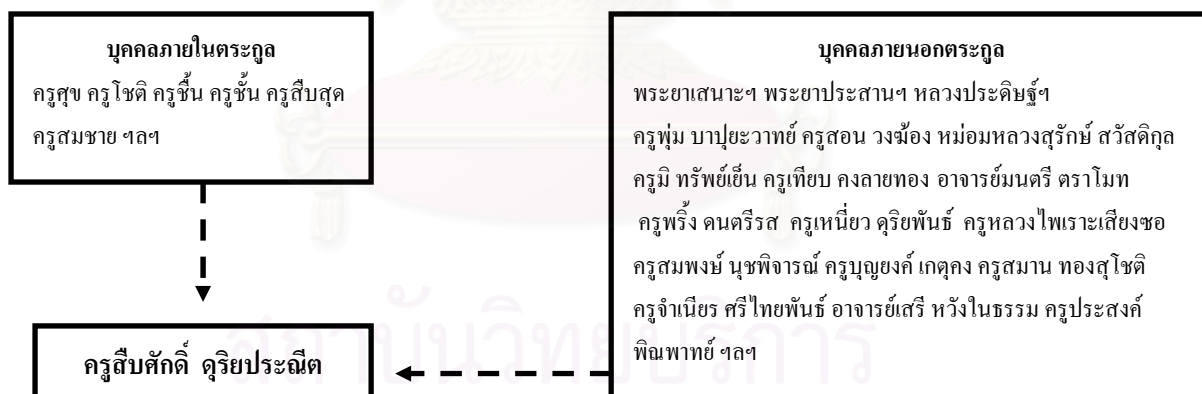 บุคคลภายในตระกูล
ครูศุข ครูโชติ ครูชื้น ครูชั้น ครูสืบสุด
ครูสมชาย ฯลฯ
บุคคลภายนอกตระกูล
พระยาเสนาะฯ พระยาประสานฯ หลวงประดิษฐ์ฯ
ครูพุ่ม บาปุยะวาทย์ ครูสอน วงฆ้อง หม่อมหลวงสุรักษ์ สวัสดิกุล
ครูมิ ทรัพย์เย็น ครูเทียบ คงลายทอง อาจารย์มนตรี ตราโมท
ครูพริ้ง ดนตรีรส ครูเหนี่ยว ดุริยพันธ์ ครูหลวงไพเราะเสียงซอ
ครูสมพงษ์ นุชพิจารณ์ ครูบุญยงค์ เกตุคง ครูสมาน ทองสุโชติ
ครูจำเนียร ศรีไทยพันธ์ อาจารย์เสรี หวังในธรรม ครูประสงค์
พิณพาทย์ ฯลฯ
ครูสืบศักดิ์ ดุริยประณีต
สถาบันวิทยบริการ